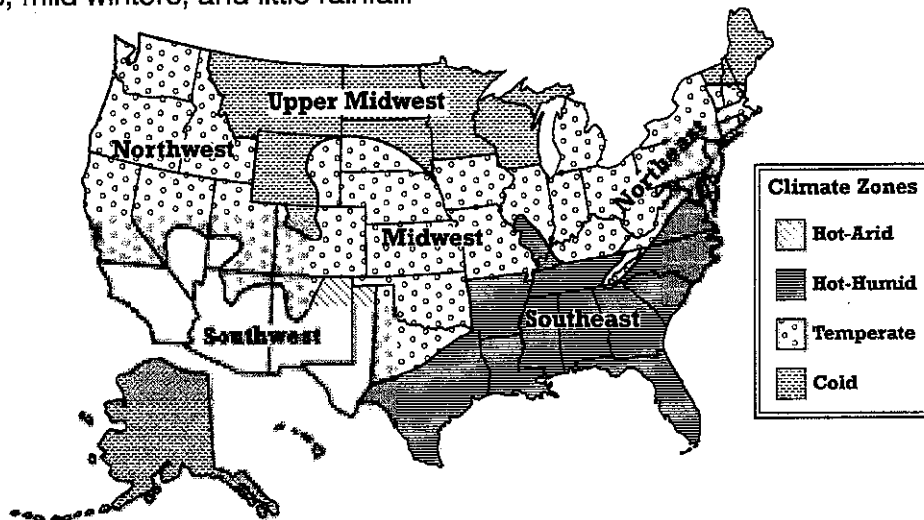 , mild winters, and little rainfall.
Upper Midwest
Northwest
Northeast
Midwest
Southwest
Southeast
Climate Zones
Hot-Arid
Hot-Humid
Temperate
Cold